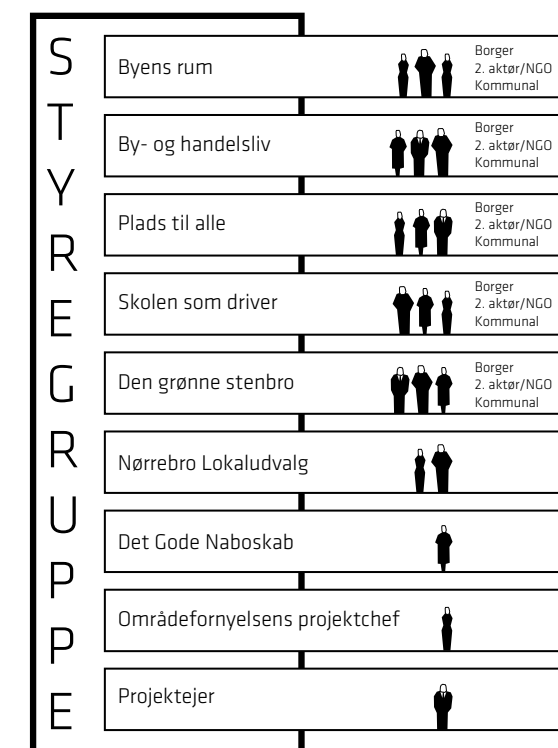 STYREGRUPPE
Byens rum
Borger
2. aktør/NGO
Kommunal
By- og handelsliv
Borger
2. aktør/NGO
Kommunal
Plads til alle
Borger
2. aktør/NGO
Kommunal
Skolen som driver
Borger
2. aktør/NGO
Kommunal
Den grønne stenbro
Borger
2. aktør/NGO
Kommunal
Nørrebro Lokaludvalg
Det Gode Naboskab
Områdefornyelsens projektchef
Projektejer